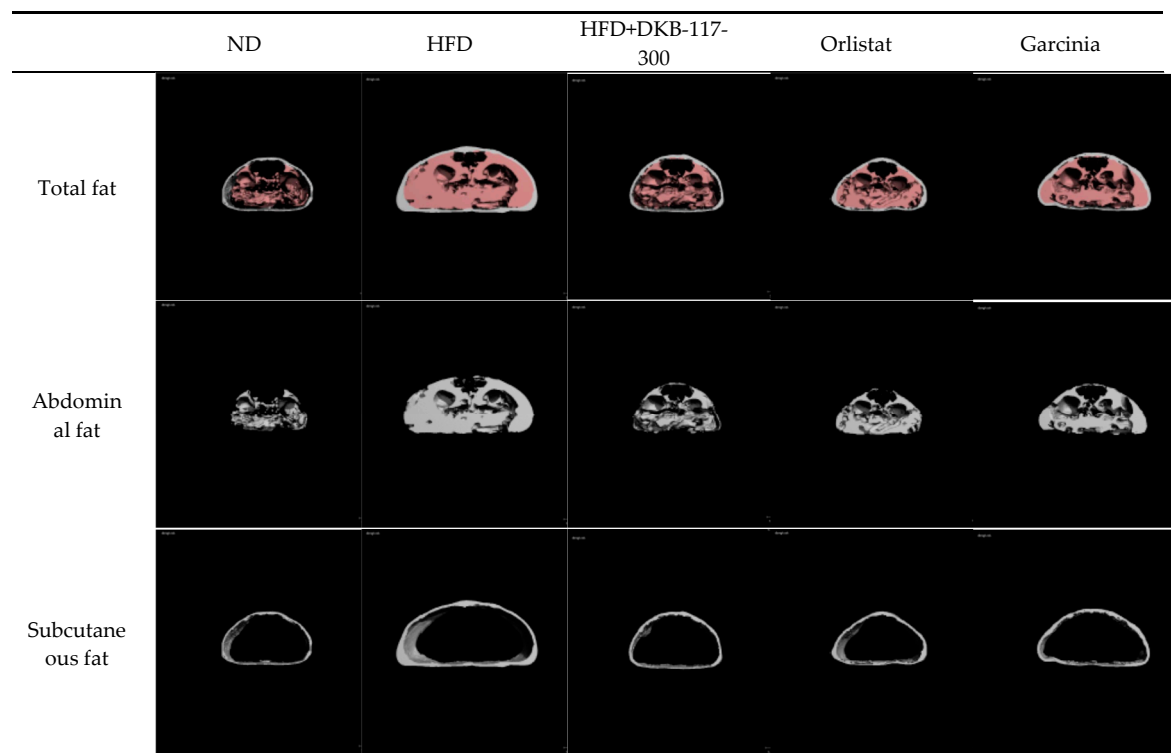 ND
HFD
HFD+DKB-117-
300
Orlistat
Garcinia
Total fat
Abdomin
al fat
Subcutane
ous fat